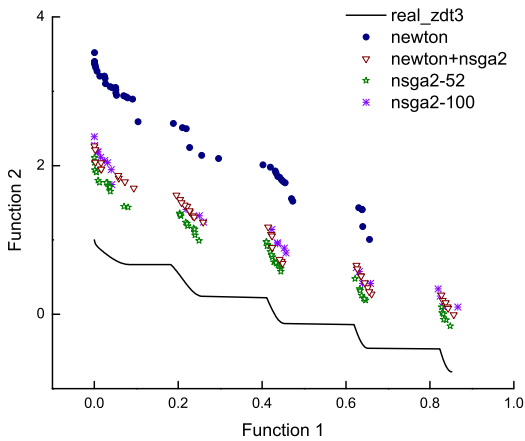 4
real_zdt3
newton
newton+nsga2
nsga2-52
nsga2-100
2
Function 2
0
0.0 0.2 0.4 0.6 0.8 1.0
Function 1